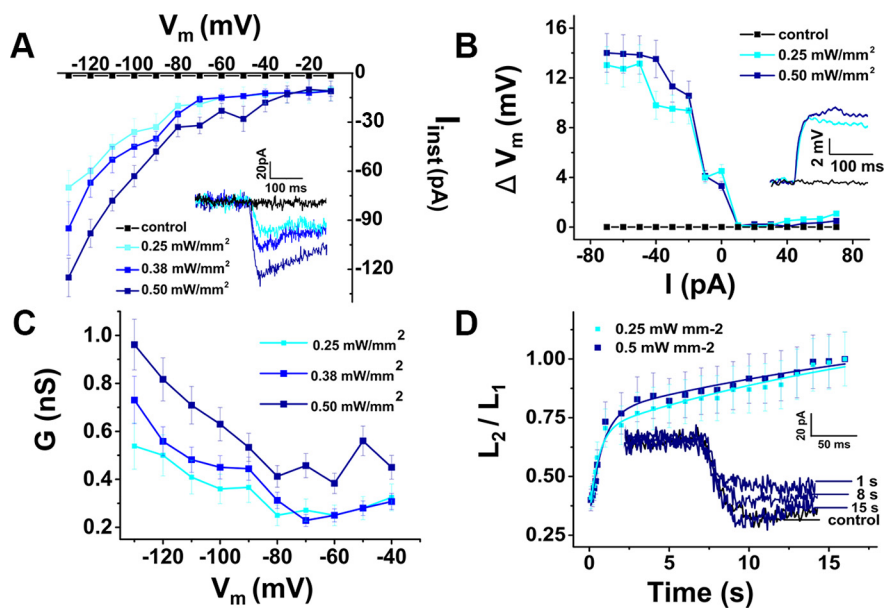 A
Vm (mV)
-120 -100 -80 -60 -40 -20
0
-30
-60
-90
-120
Iinst(pA)
20pA
100 ms
control
0.25 mW/mm²
0.38 mW/mm²
0.50 mW/mm²
B
16
12
8
4
0
Δ Vm (mV)
control
0.25 mW/mm²
0.50 mW/mm²
2 mV
100 ms
-80 -40 0 40 80
I (pA)
C
1.0
0.8
0.6
0.4
0.2
G (nS)
0.25 mW/mm²
0.38 mW/mm²
0.50 mW/mm²
-120 -100 -80 -60 -40
Vm (mV)
D
0.25 mW mm-2
0.5 mW mm-2
1.00
0.75
0.50
0.25
L2 / L1
20 pA
50 ms
1 s
8 s
15 s
control
0 5 10 15
Time (s)